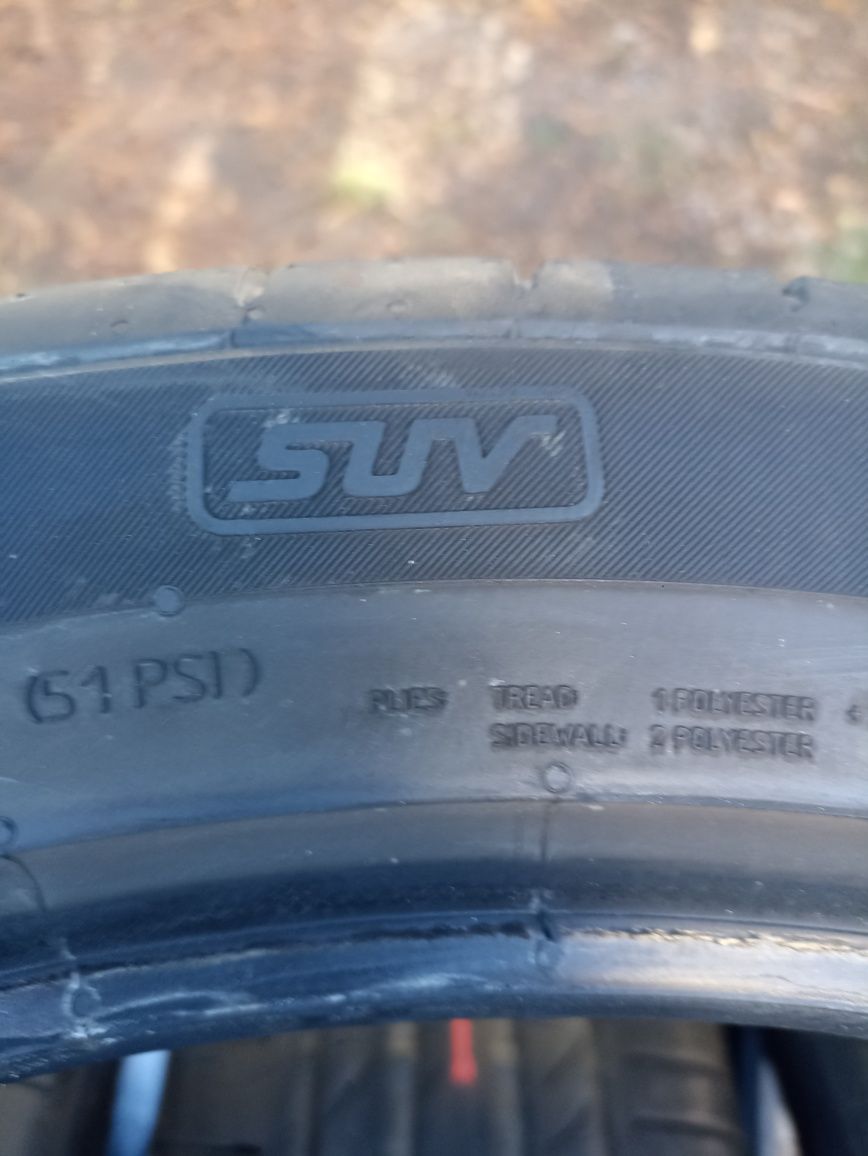 SUV
(51 PSI)
PLIES: TREAD: 1 POLYESTER +
SIDEWALL: 2 POLYESTER